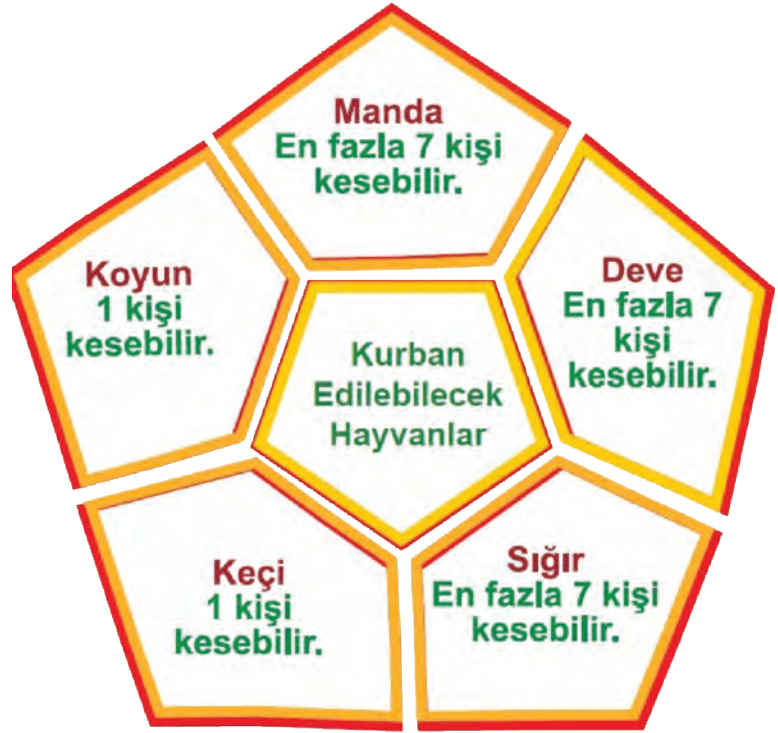 Manda
En fazla 7 kişi
kesebilir.
Koyun
1 kişi
kesebilir.
Deve
En fazla 7
kişi
kesebilir.
Kurban
Edilebilecek
Hayvanlar
Keçi
1 kişi
kesebilir.
Sığır
En fazla 7 kişi
kesebilir.